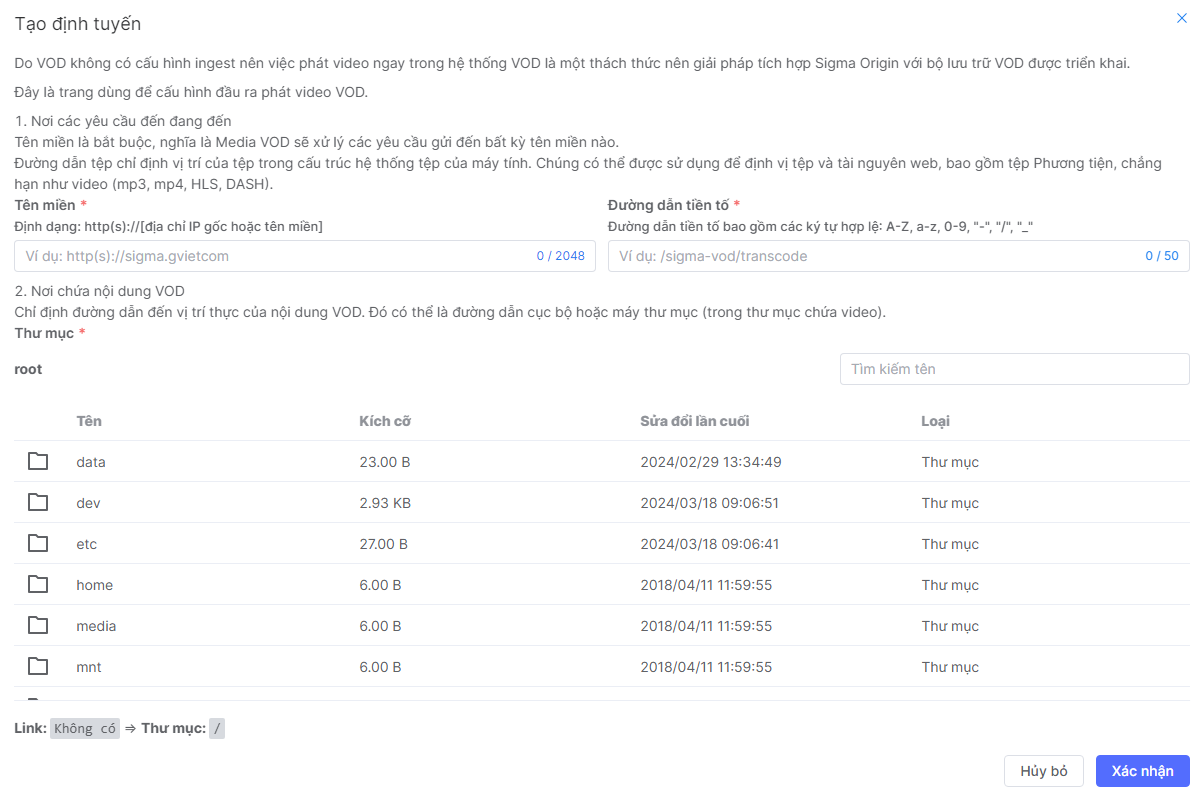 Tạo định tuyến
Do VOD không có cấu hình ingest nên việc phát video ngay trong hệ thống VOD là một thách thức nên giải pháp tích hợp Sigma Origin với bộ lưu trữ VOD được triển khai.
Đây là trang dùng để cấu hình đầu ra phát video VOD.
1. Nơi các yêu cầu đến đang đến
Tên miền là bắt buộc, nghĩa là Media VOD sẽ xử lý các yêu cầu gửi đến bất kỳ tên miền nào.
Đường dẫn tệp chỉ định vị trí của tệp trong cấu trúc hệ thống tệp của máy tính. Chúng có thể được sử dụng để định vị tệp và tài nguyên web, bao gồm tệp Phương tiện, chẳng
hạn như video (mp3, mp4, HLS, DASH).
Tên miền *
Định dạng: http(s)://[địa chỉ IP gốc hoặc tên miền]
Ví dụ: http(s)://sigma.gvietcom 0 / 2048
Đường dẫn tiền tố *
Đường dẫn tiền tố bao gồm các ký tự hợp lệ: A-Z, a-z, 0-9, "-", "/", "_"
Ví dụ: /sigma-vod/transcode 0 / 50
2. Nơi chứa nội dung VOD
Chỉ định đường dẫn đến vị trí thực của nội dung VOD. Đó có thể là đường dẫn cục bộ hoặc máy thư mục (trong thư mục chứa video).
Thư mục *
root Tìm kiếm tên
Tên Kích cỡ Sửa đổi lần cuối Loại
data 23.00 B 2024/02/29 13:34:49 Thư mục
dev 2.93 KB 2024/03/18 09:06:51 Thư mục
etc 27.00 B 2024/03/18 09:06:41 Thư mục
home 6.00 B 2018/04/11 11:59:55 Thư mục
media 6.00 B 2018/04/11 11:59:55 Thư mục
mnt 6.00 B 2018/04/11 11:59:55 Thư mục
Link: Không có ⇒ Thư mục: /
Hủy bỏ Xác nhận